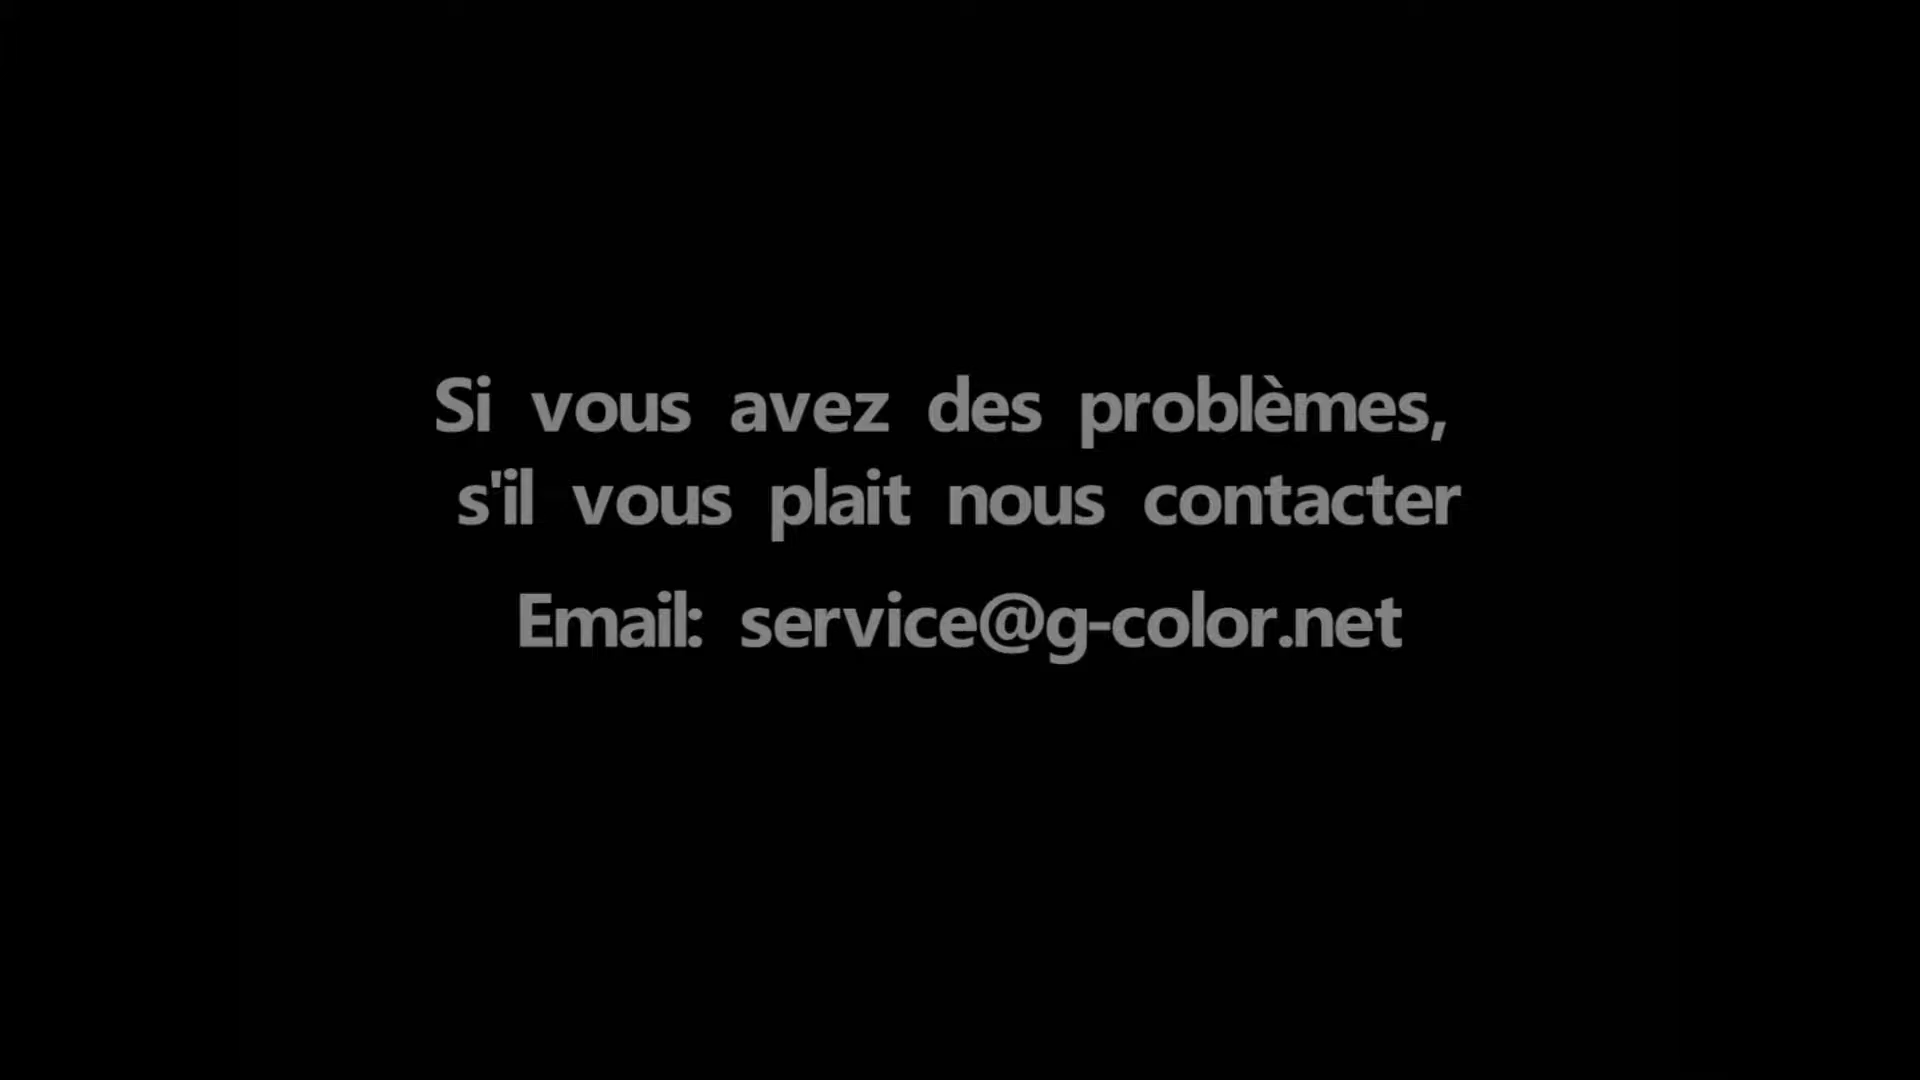 Si vous avez des problèmes,
s'il vous plait nous contacter
Email: service@g-color.net